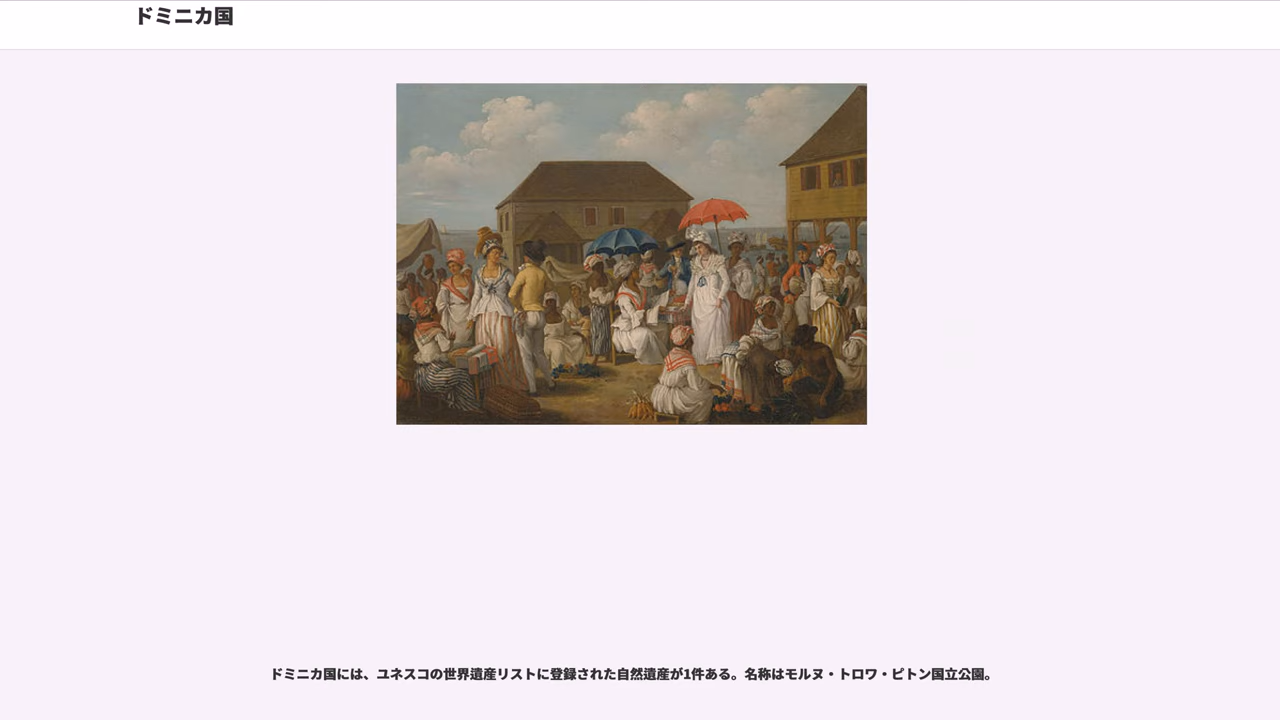 ドミニカ国
ドミニカ国には、ユネスコの世界遺産リストに登録された自然遺産が1件ある。名称はモルヌ・トロワ・ピトン国立公園。